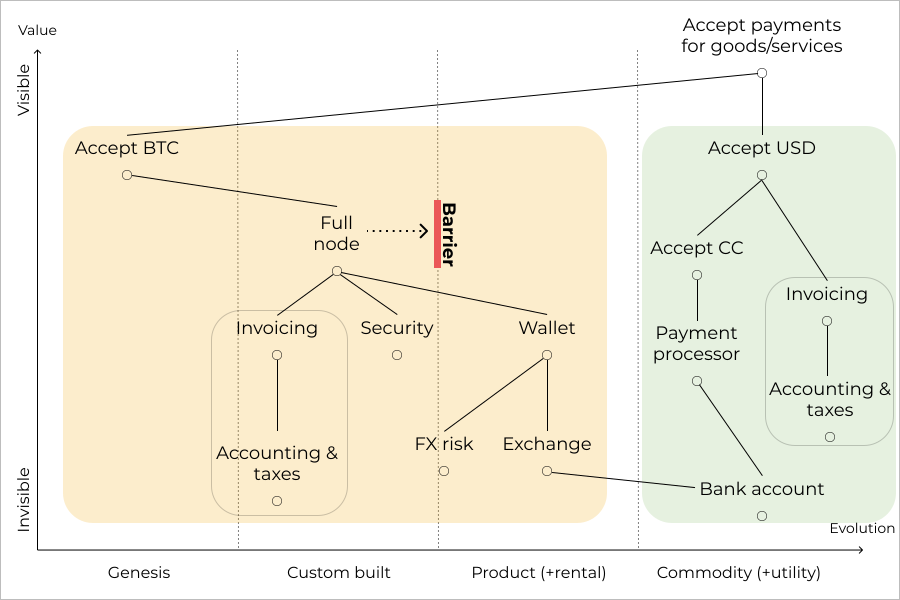 Value
Accept payments
for goods/services
Visible
Accept BTC
Accept USD
Full
node
Barrier
Accept CC
Invoicing
Invoicing
Security
Wallet
Payment
processor
Accounting &
taxes
FX risk
Exchange
Accounting &
taxes
Bank account
Invisible
Evolution
Genesis
Custom built
Product (+rental)
Commodity (+utility)